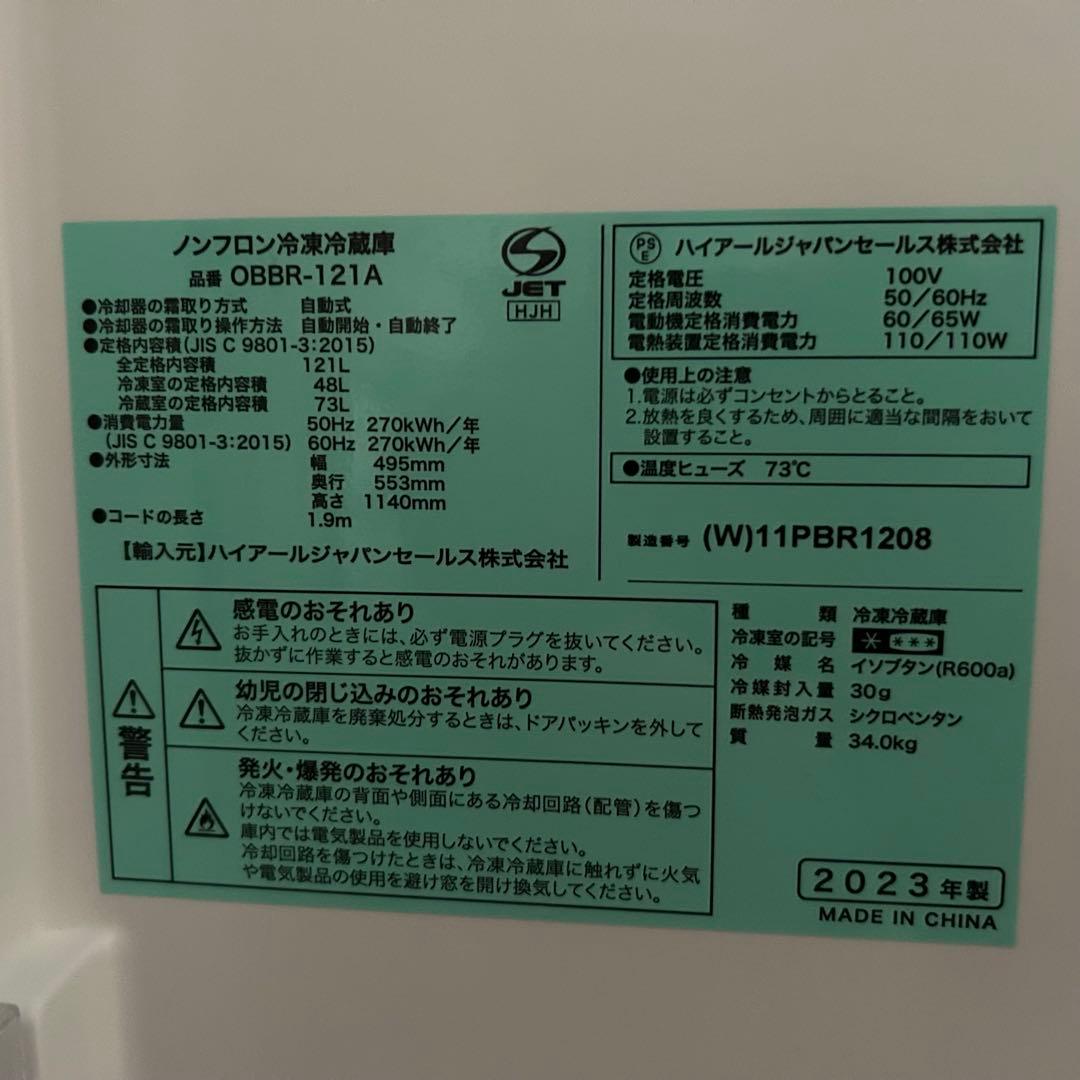 ノンフロン冷凍冷蔵庫
品番 OBBR-121A
JET
HJH
●冷却器の霜取り方式 自動式
●冷却器の霜取り操作方法 自動開始・自動終了
●定格内容積(JIS C 9801-3:2015)
全定格内容積 121L
冷凍室の定格内容積 48L
冷蔵室の定格内容積 73L
●消費電力量 50Hz 270kWh/年
(JIS C 9801-3:2015) 60Hz 270kWh/年
●外形寸法 幅 495mm
奥行 553mm
高さ 1140mm
●コードの長さ 1.9m
【輸入元】ハイアールジャパンセールス株式会社
PSE ハイアールジャパンセールス株式会社
定格電圧 100V
定格周波数 50/60Hz
電動機定格消費電力 60/65W
電熱装置定格消費電力 110/110W
●使用上の注意
1.電源は必ずコンセントからとること。
2.放熱を良くするため、周囲に適当な間隔をおいて
設置すること。
●温度ヒューズ 73℃
製造番号 (W)11PBR1208
警告
感電のおそれあり
お手入れのときには、必ず電源プラグを抜いてください。
抜かずに作業すると感電のおそれがあります。
幼児の閉じ込みのおそれあり
冷凍冷蔵庫を廃棄処分するときは、ドアパッキンを外して
ください。
発火・爆発のおそれあり
冷凍冷蔵庫の背面や側面にある冷却回路(配管)を傷つ
けないでください。
庫内では電気製品を使用しないでください。
冷却回路を傷つけたときは、冷凍冷蔵庫に触れずに火気
や電気製品の使用を避け窓を開け換気してください。
種類 冷凍冷蔵庫
冷凍室の記号 * ***
冷媒名 イソブタン(R600a)
冷媒封入量 30g
断熱発泡ガス シクロペンタン
質量 34.0kg
2023年製
MADE IN CHINA